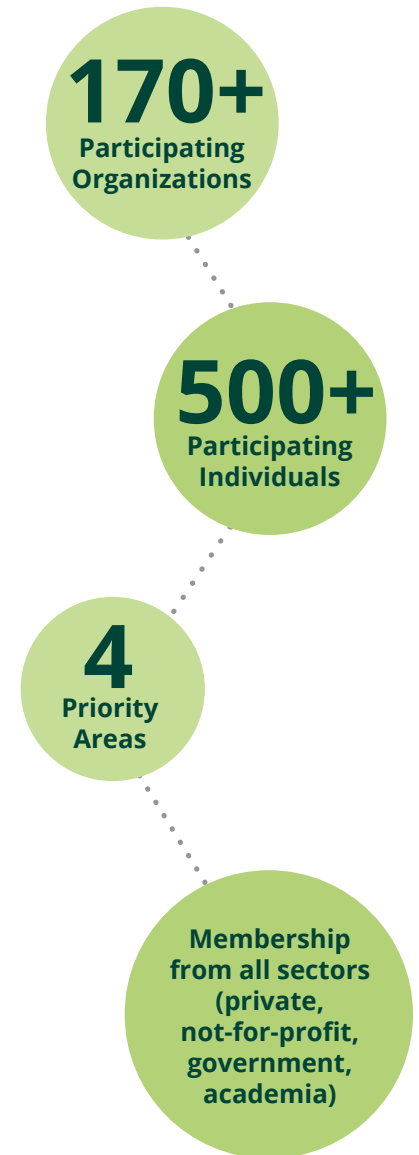 170+
Participating
Organizations
500+
Participating
Individuals
4
Priority
Areas
Membership
from all sectors
(private,
not-for-profit,
government,
academia)